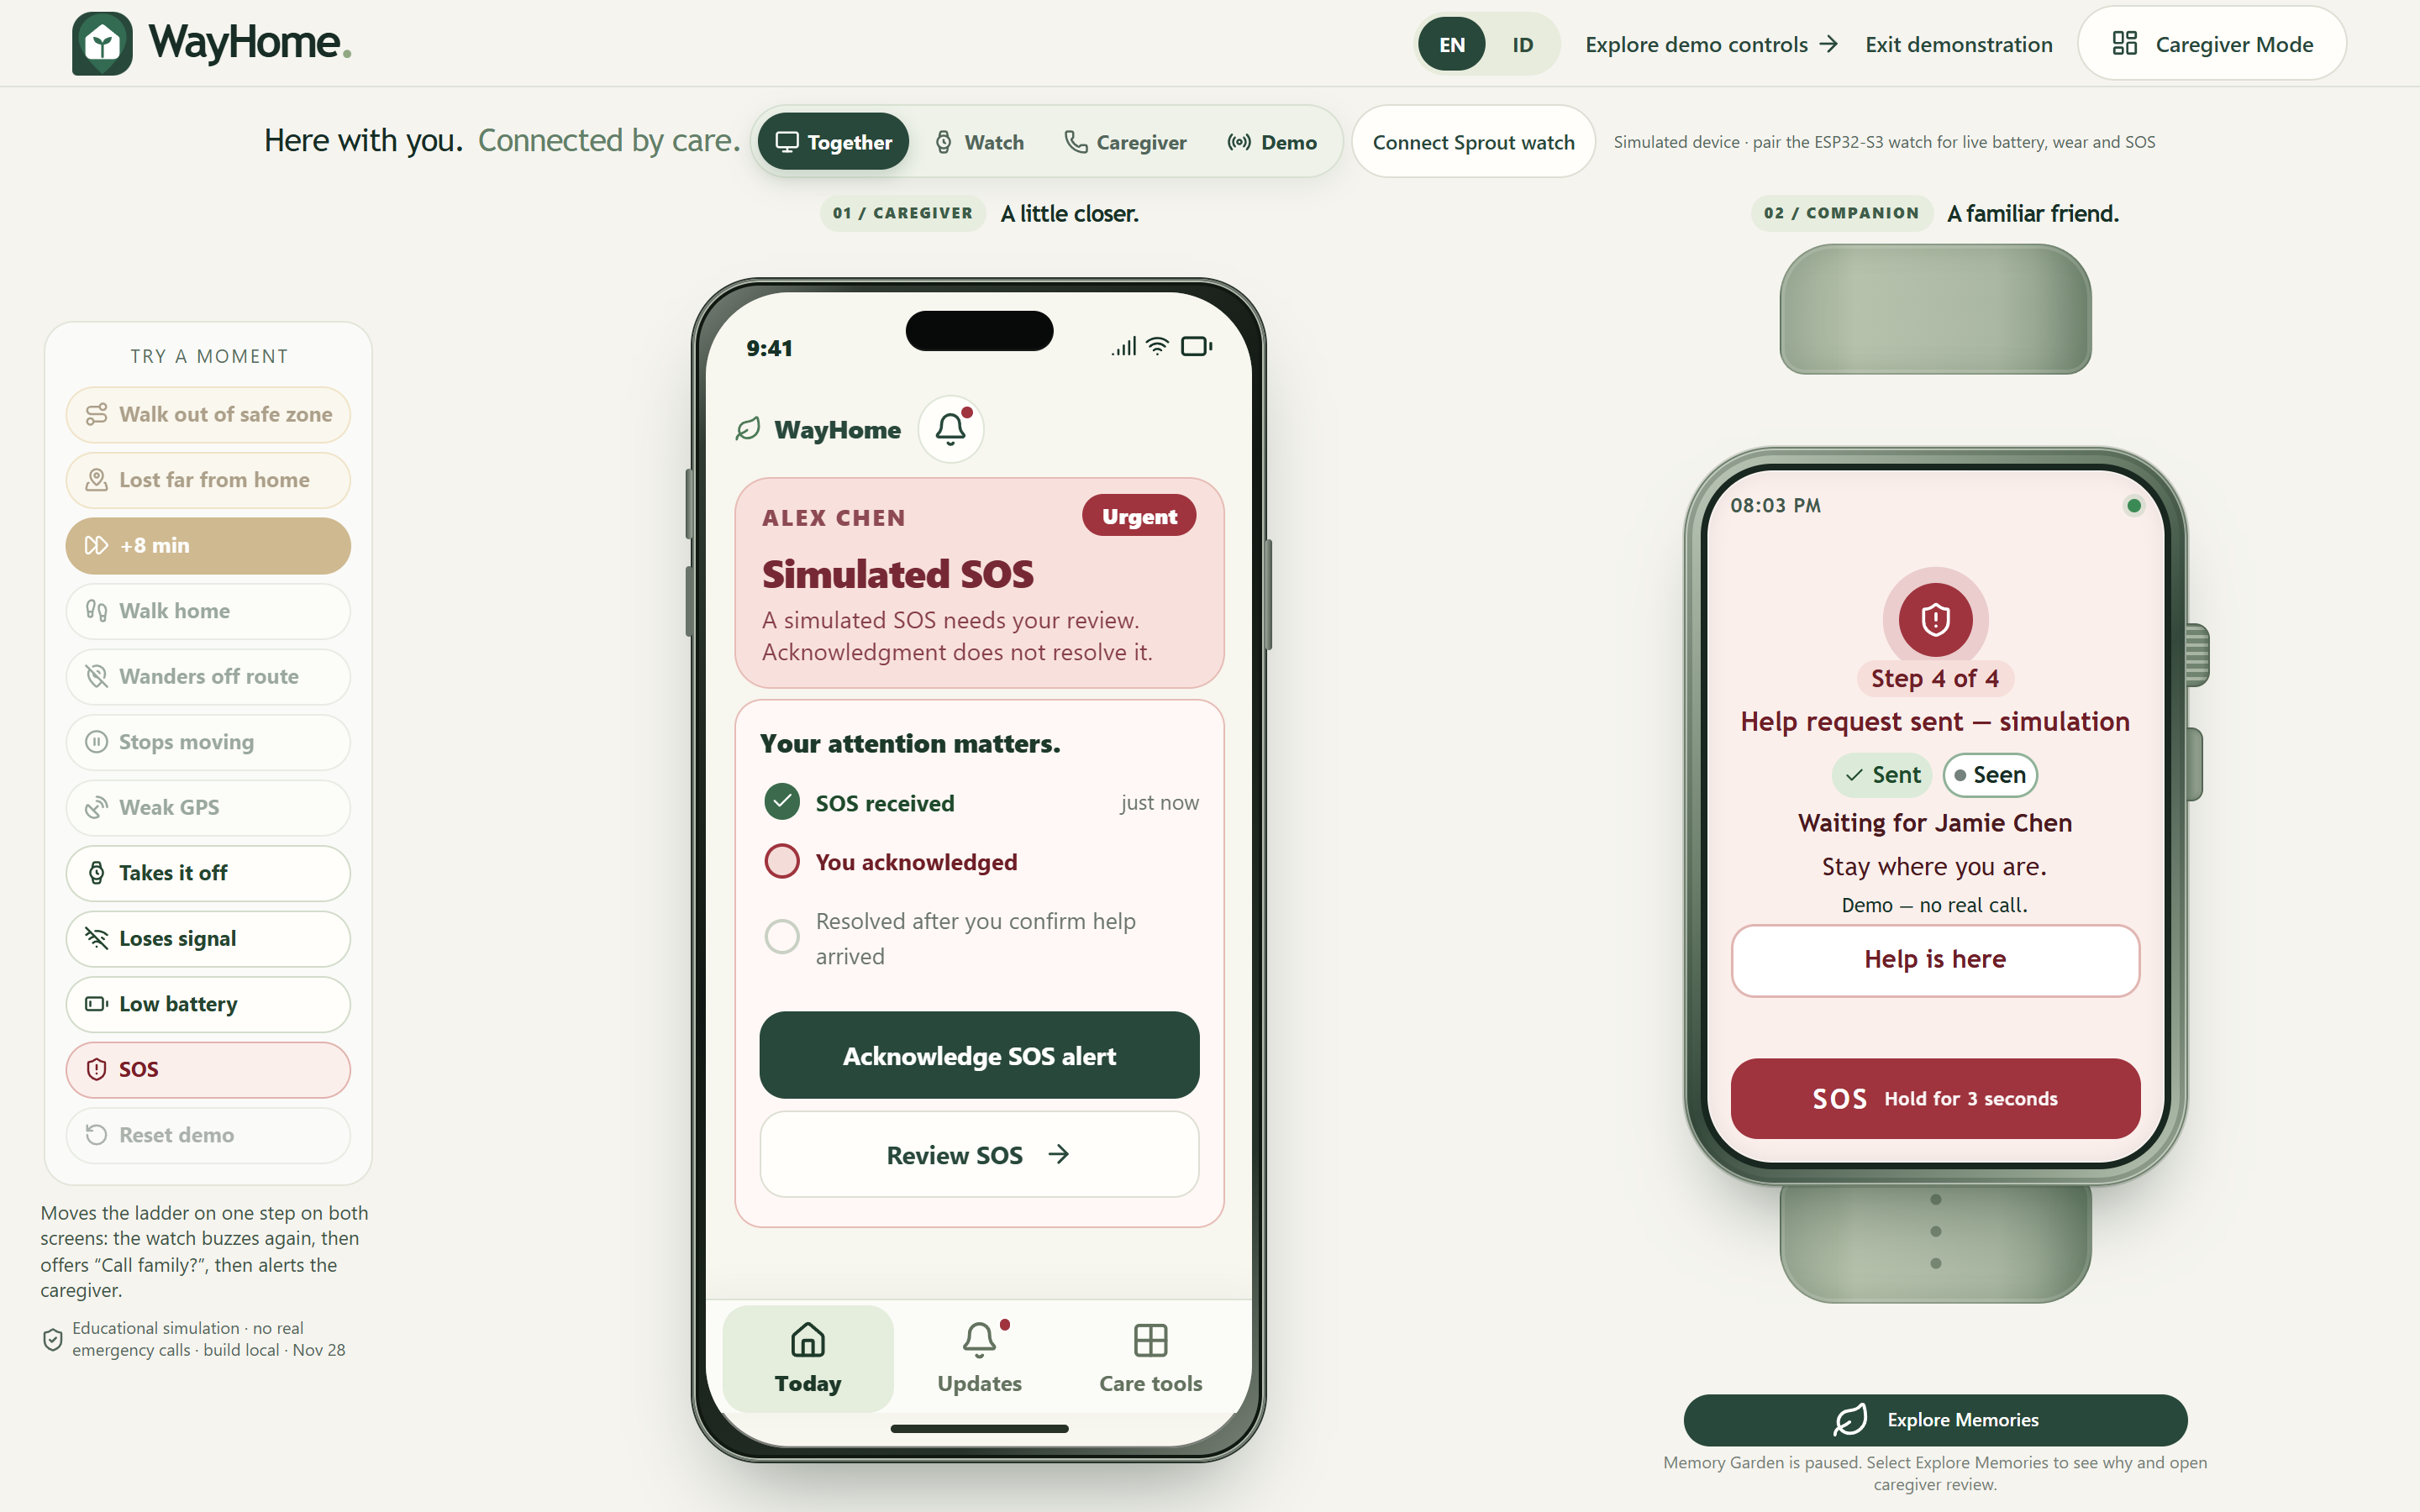 WayHome.
EN
ID
Explore demo controls →
Exit demonstration
Caregiver Mode
Here with you. Connected by care.
Together
Watch
Caregiver
Demo
Connect Sprout watch
Simulated device · pair the ESP32-S3 watch for live battery, wear and SOS
01 / CAREGIVER
A little closer.
02 / COMPANION
A familiar friend.
TRY A MOMENT
Walk out of safe zone
Lost far from home
+8 min
Walk home
Wanders off route
Stops moving
Weak GPS
Takes it off
Loses signal
Low battery
SOS
Reset demo
Moves the ladder on one step on both
screens: the watch buzzes again, then
offers “Call family?”, then alerts the
caregiver.
Educational simulation · no real
emergency calls · build local · Nov 28
9:41
WayHome
ALEX CHEN
Urgent
Simulated SOS
A simulated SOS needs your review.
Acknowledgment does not resolve it.
Your attention matters.
SOS received
just now
You acknowledged
Resolved after you confirm help
arrived
Acknowledge SOS alert
Review SOS →
Today
Updates
Care tools
08:03 PM
Step 4 of 4
Help request sent — simulation
Sent
Seen
Waiting for Jamie Chen
Stay where you are.
Demo — no real call.
Help is here
SOS Hold for 3 seconds
Explore Memories
Memory Garden is paused. Select Explore Memories to see why and open
caregiver review.